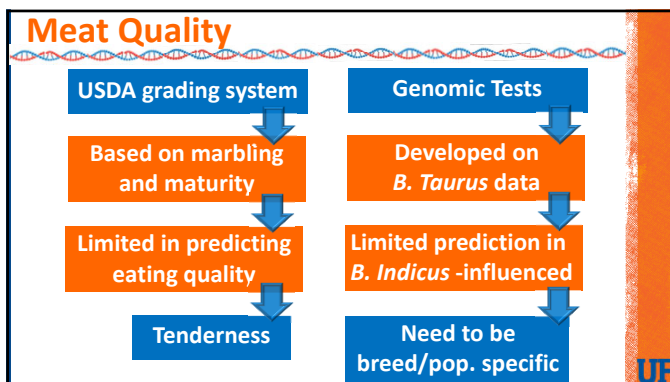 Meat Quality
USDA grading system
Based on marbling
and maturity
Limited in predicting
eating quality
Tenderness
Genomic Tests
Developed on
B. Taurus data
Limited prediction in
B. Indicus -influenced
Need to be
breed/pop. specific
UF